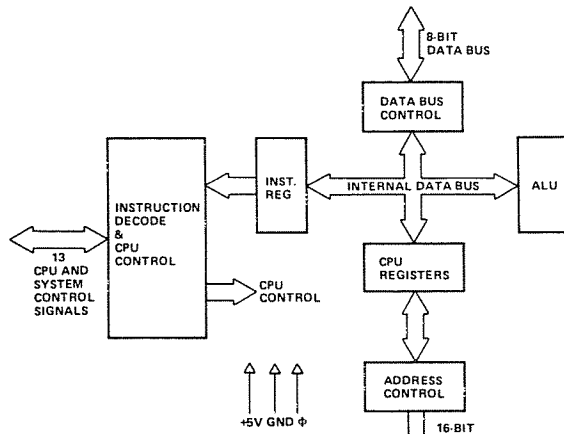 8-BIT
DATA BUS
DATA BUS
CONTROL
INSTRUCTION
DECODE
&
CPU
CONTROL
INST.
REG
INTERNAL DATA BUS
ALU
13
CPU AND
SYSTEM
CONTROL
SIGNALS
CPU
REGISTERS
CPU
CONTROL
ADDRESS
CONTROL
+5V GND Φ
16-BIT